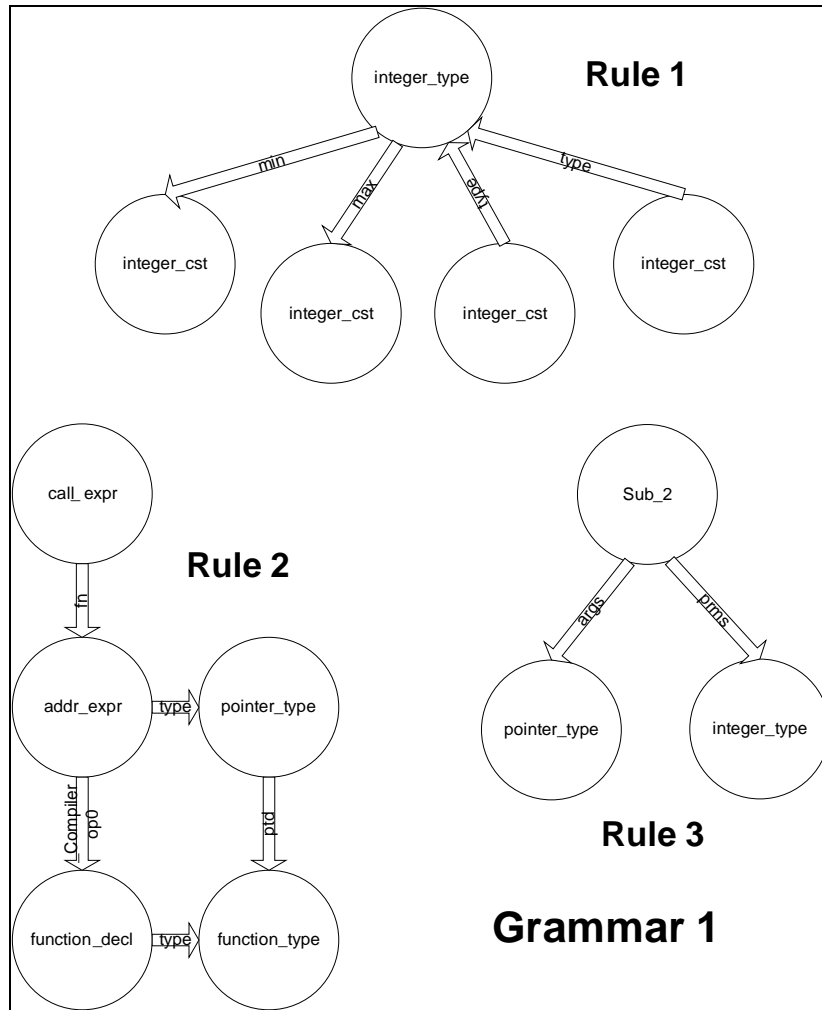 integer_type
Rule 1
min
max
type
type
integer_cst
integer_cst
integer_cst
integer_cst
call_expr
Sub_2
Rule 2
fn
args
prms
addr_expr
type
pointer_type
pointer_type
integer_type
Compiler
op0
ptd
Rule 3
function_decl
type
function_type
Grammar 1